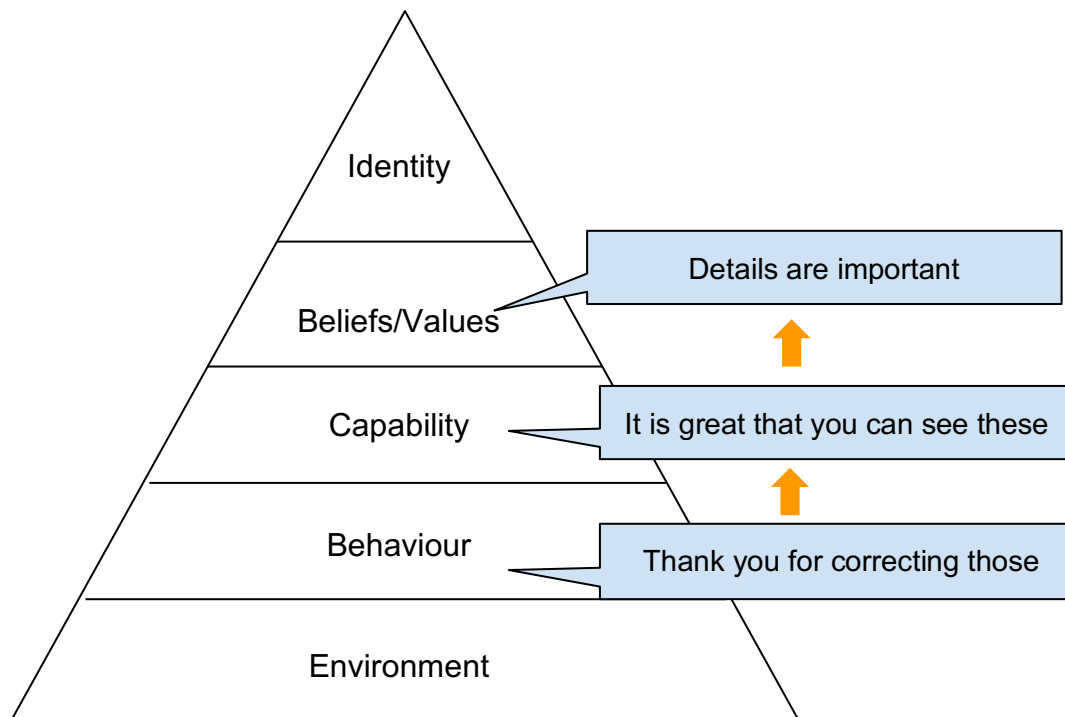 Identity
Details are important
Beliefs/Values
Capability
It is great that you can see these
Behaviour
Thank you for correcting those
Environment